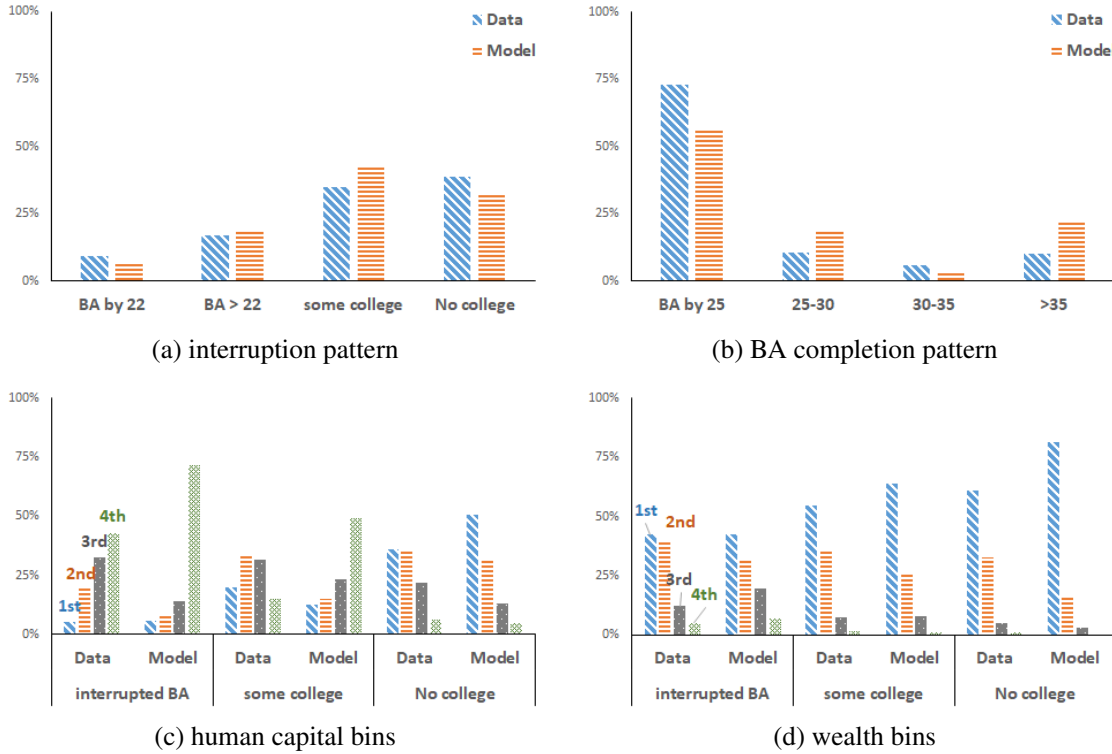 100%
Data
Model
75%
50%
25%
0%
BA by 22 BA > 22 some college No college
(a) interruption pattern
100%
Data
Mode
75%
50%
25%
0%
BA by 25 25-30 30-35 >35
(b) BA completion pattern
100%
75%
50%
25%
0%
1st
2nd
3rd
4th
Data Model Data Model Data Model
interrupted BA some college No college
(c) human capital bins
100%
75%
50%
25%
0%
1st
2nd
3rd
4th
Data Model Data Model Data Model
interrupted BA some college No college
(d) wealth bins